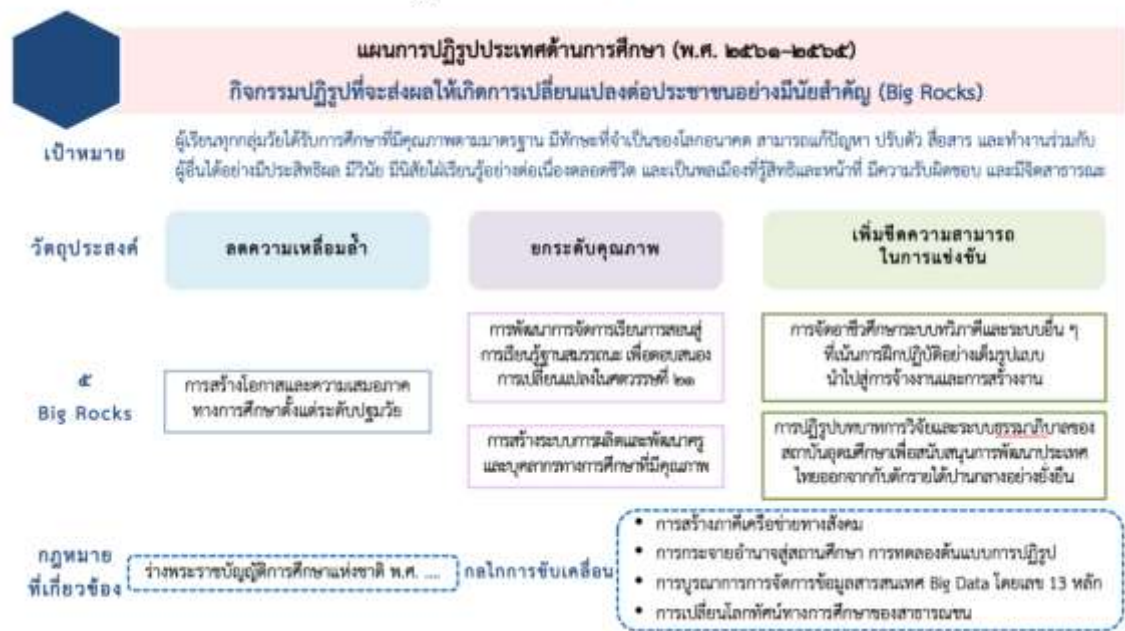 แผนการปฏิรูปประเทศด้านการศึกษา (พ.ศ. ๒๕๖๑–๒๕๖๕)
กิจกรรมปฏิรูปที่จะส่งผลให้เกิดการเปลี่ยนแปลงต่อประชาชนอย่างมีนัยสำคัญ (Big Rocks)
เป้าหมาย
ผู้เรียนทุกกลุ่มวัยได้รับการศึกษาที่มีคุณภาพตามมาตรฐาน มีทักษะที่จำเป็นของโลกอนาคต สามารถแก้ปัญหา ปรับตัว สื่อสาร และทำงานร่วมกับ
ผู้อื่นได้อย่างมีประสิทธิผล มีวินัย มีนิสัยใฝ่เรียนรู้อย่างต่อเนื่องตลอดชีวิต และเป็นพลเมืองที่รู้สิทธิและหน้าที่ มีความรับผิดชอบ และมีจิตสาธารณะ
วัตถุประสงค์
ลดความเหลื่อมล้ำ
ยกระดับคุณภาพ
เพิ่มขีดความสามารถ
ในการแข่งขัน
๕
Big Rocks
การสร้างโอกาสและความเสมอภาค
ทางการศึกษาตั้งแต่ระดับปฐมวัย
การพัฒนาการจัดการเรียนการสอนสู่
การเรียนรู้ฐานสมรรถนะ เพื่อตอบสนอง
การเปลี่ยนแปลงในศตวรรษที่ ๒๑
การสร้างระบบการผลิตและพัฒนาครู
และบุคลากรทางการศึกษาที่มีคุณภาพ
การจัดอาชีวศึกษาระบบทวิภาคีและระบบอื่น ๆ
ที่เน้นการฝึกปฏิบัติอย่างเต็มรูปแบบ
นำไปสู่การจ้างงานและการสร้างงาน
การปฏิรูปบทบาทการวิจัยและระบบธรรมาภิบาลของ
สถาบันอุดมศึกษาเพื่อสนับสนุนการพัฒนาประเทศ
ไทยออกจากกับดักรายได้ปานกลางอย่างยั่งยืน
กฎหมาย
ที่เกี่ยวข้อง
ร่างพระราชบัญญัติการศึกษาแห่งชาติ พ.ศ. ....
กลไกการขับเคลื่อน
• การสร้างภาคีเครือข่ายทางสังคม
• การกระจายอำนาจสู่สถานศึกษา การทดลองต้นแบบการปฏิรูป
• การบูรณาการการจัดการข้อมูลสารสนเทศ Big Data โดยเลข 13 หลัก
• การเปลี่ยนโลกทัศน์ทางการศึกษาของสาธารณชน